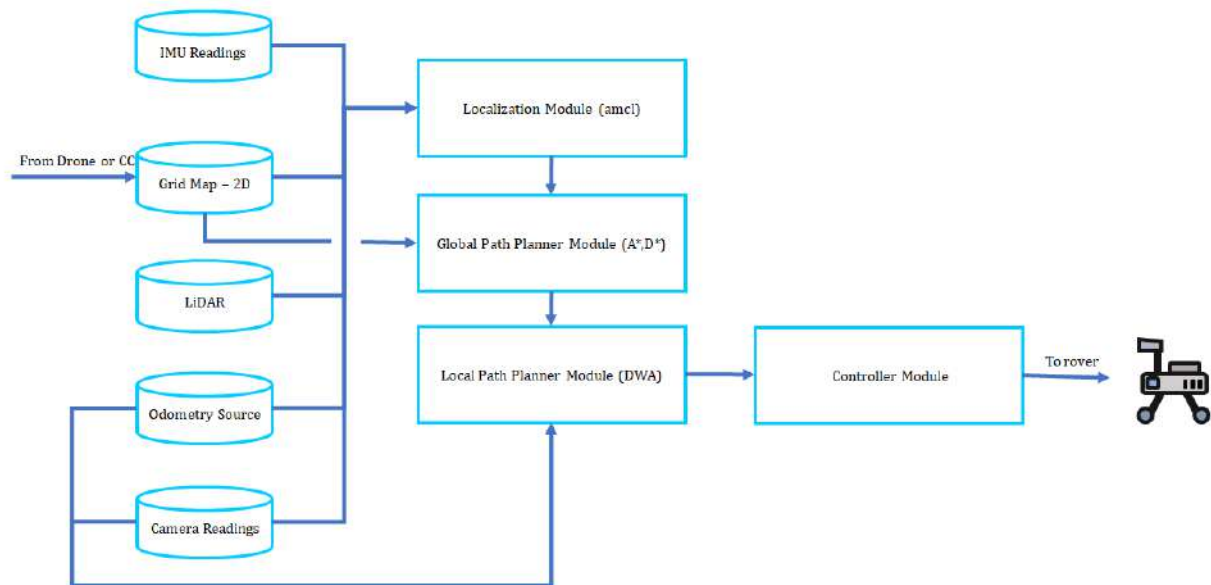 IMU Readings
Localization Module (amcl)
From Drone or CC
Grid Map – 2D
Global Path Planner Module (A*,D*)
LiDAR
Local Path Planner Module (DWA)
Controller Module
To rover
Odometry Source
Camera Readings